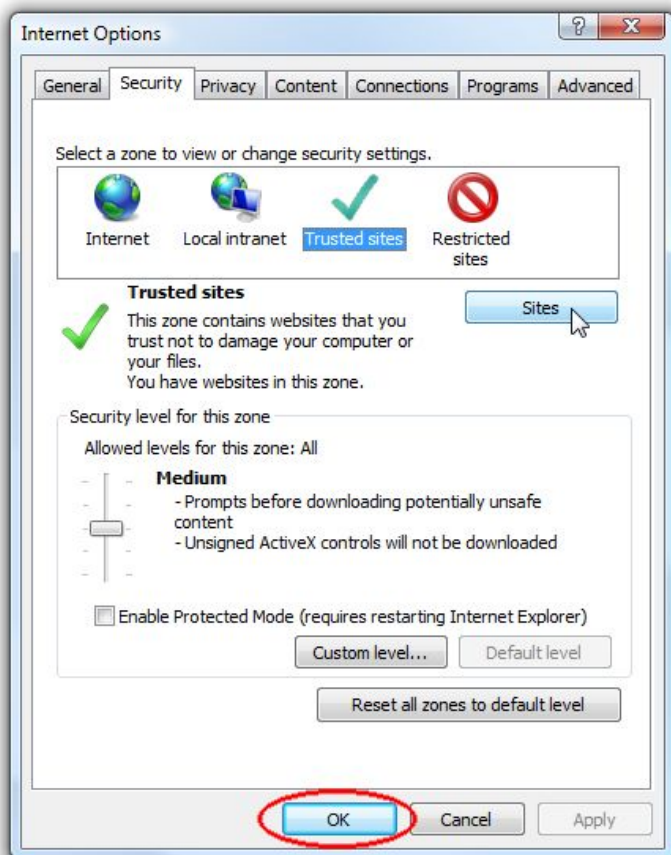 Internet Options
General Security Privacy Content Connections Programs Advanced
Select a zone to view or change security settings.
Internet Local intranet Trusted sites Restricted
sites
Trusted sites
Sites
This zone contains websites that you
trust not to damage your computer or
your files.
You have websites in this zone.
Security level for this zone
Allowed levels for this zone: All
Medium
- Prompts before downloading potentially unsafe
content
- Unsigned ActiveX controls will not be downloaded
Enable Protected Mode (requires restarting Internet Explorer)
Custom level... Default level
Reset all zones to default level
OK Cancel Apply